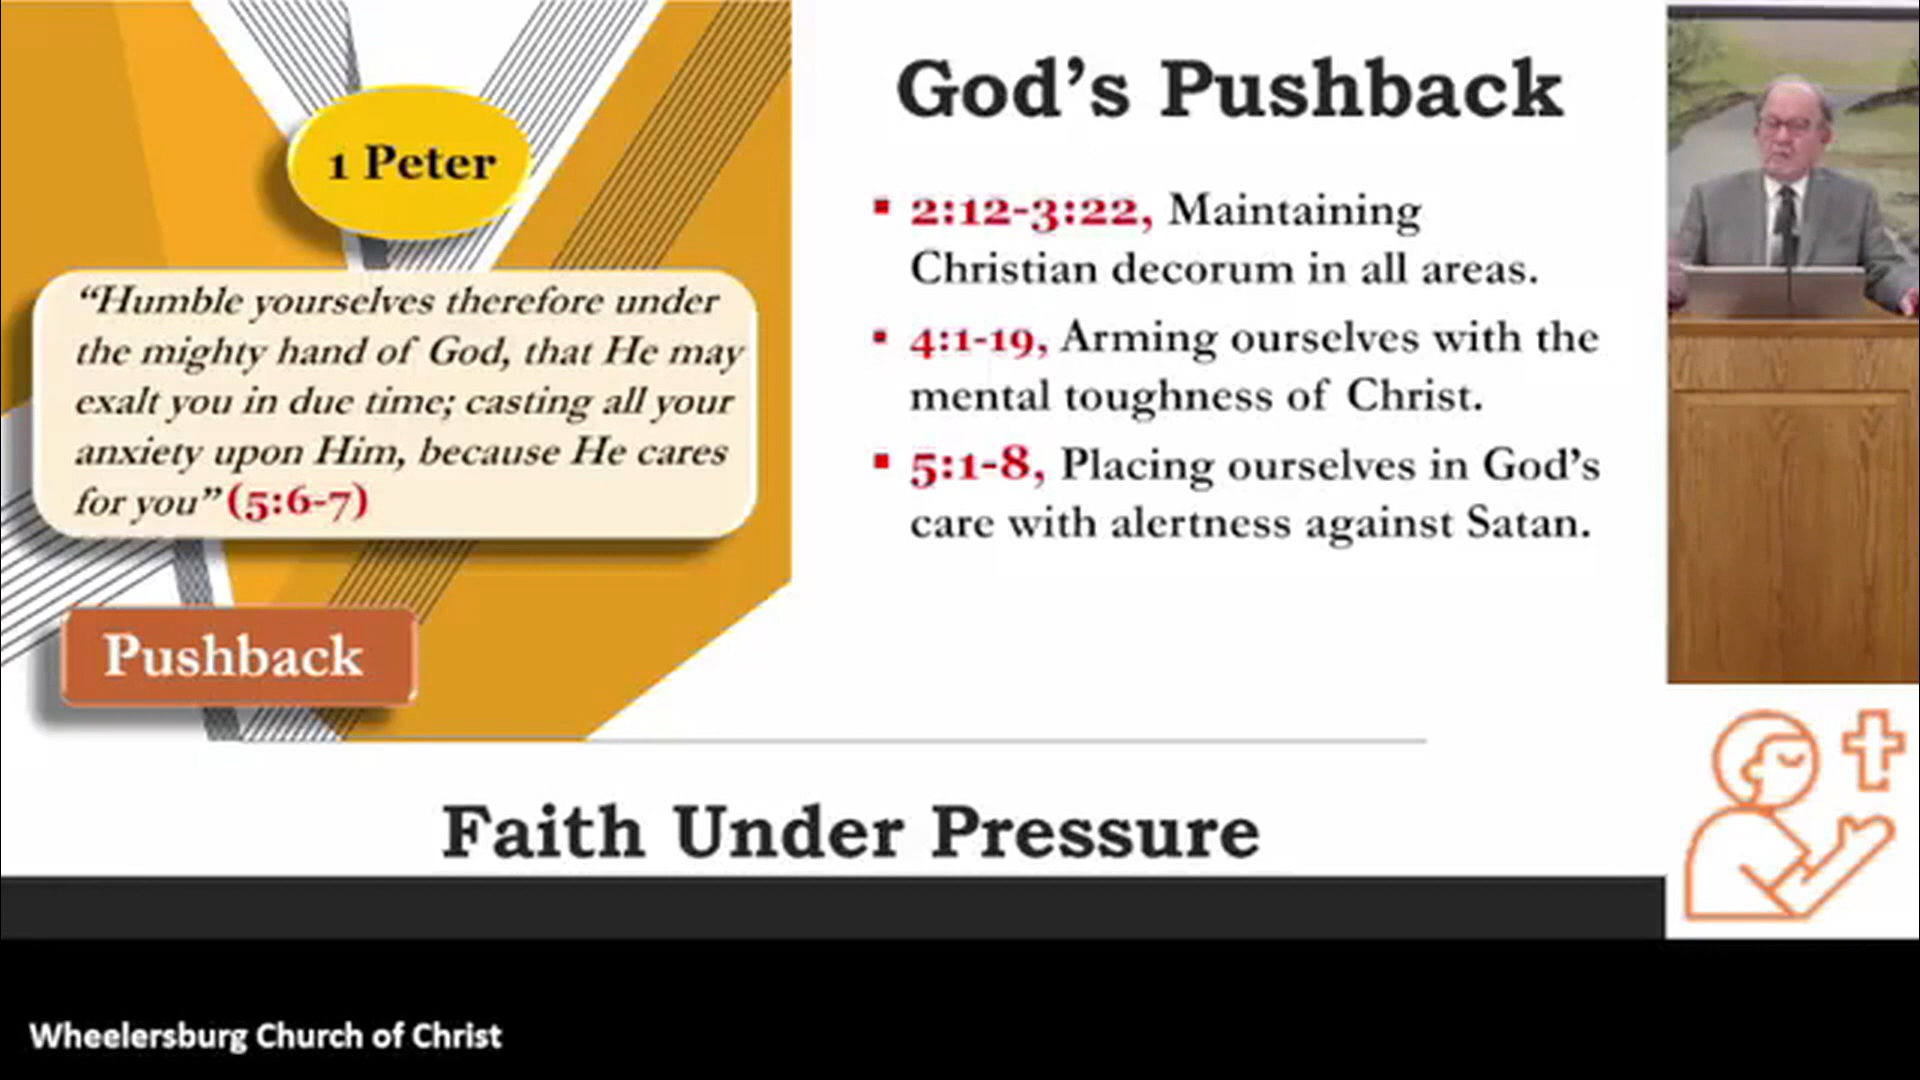 1 Peter
“Humble yourselves therefore under
the mighty hand of God, that He may
exalt you in due time; casting all your
anxiety upon Him, because He cares
for you” (5:6-7)
Pushback
God’s Pushback
▪ 2:12-3:22, Maintaining
Christian decorum in all areas.
▪ 4:1-19, Arming ourselves with the
mental toughness of Christ.
▪ 5:1-8, Placing ourselves in God’s
care with alertness against Satan.
Faith Under Pressure
Wheelersburg Church of Christ